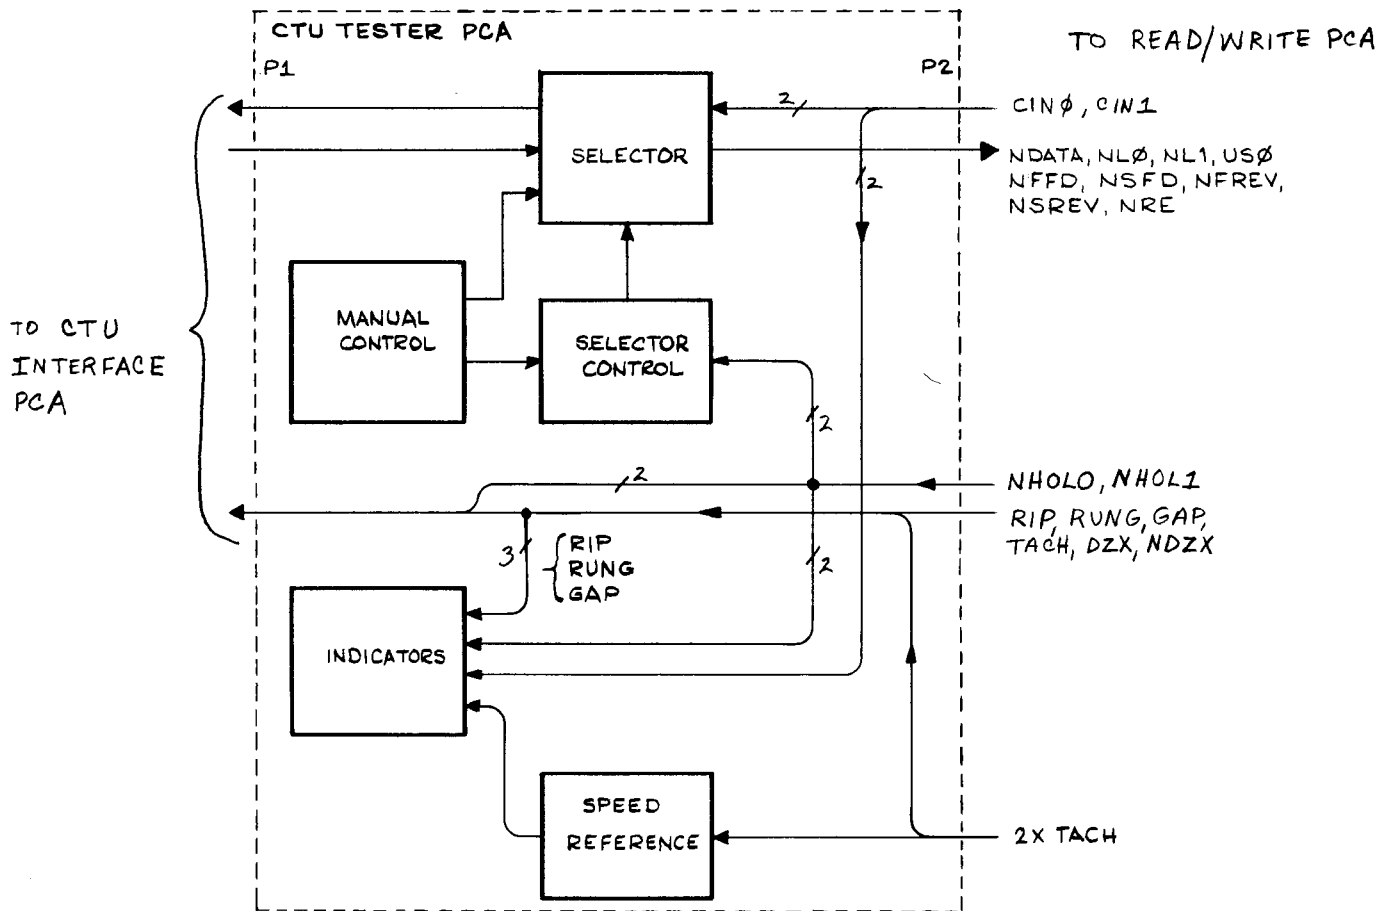 CTU TESTER PCA
TO READ/WRITE PCA
P1
P2
2
CINØ, CIN1
SELECTOR
NDATA, NLØ, NL1, USØ
NFFD, NSFD, NFREV,
NSREV, NRE
2
MANUAL
CONTROL
SELECTOR
CONTROL
TO CTU
INTERFACE
PCA
2
2
NHOL0, NHOL1
RIP, RUNG, GAP,
TACH, DZX, NDZX
3
RIP
RUNG
GAP
2
INDICATORS
SPEED
REFERENCE
2X TACH